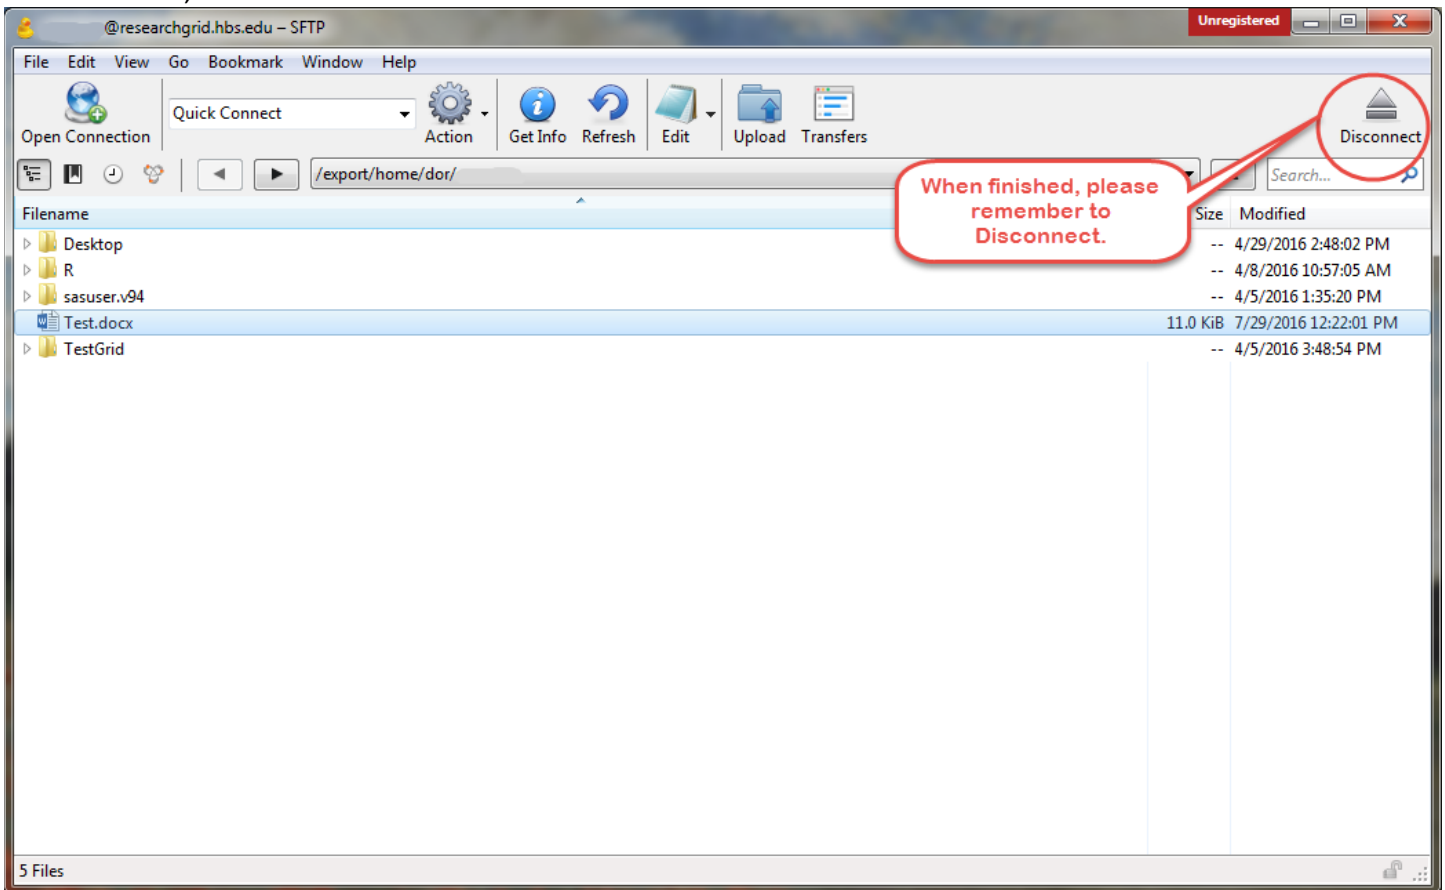 @researchgrid.hbs.edu – SFTP
Unregistered
File Edit View Go Bookmark Window Help
Open Connection
Quick Connect
Action
Get Info
Refresh
Edit
Upload
Transfers
Disconnect
/export/home/dor/
Search...
When finished, please
remember to
Disconnect.
Filename Size Modified
Desktop -- 4/29/2016 2:48:02 PM
R -- 4/8/2016 10:57:05 AM
sasuser.v94 -- 4/5/2016 1:35:20 PM
Test.docx 11.0 KiB 7/29/2016 12:22:01 PM
TestGrid -- 4/5/2016 3:48:54 PM
5 Files